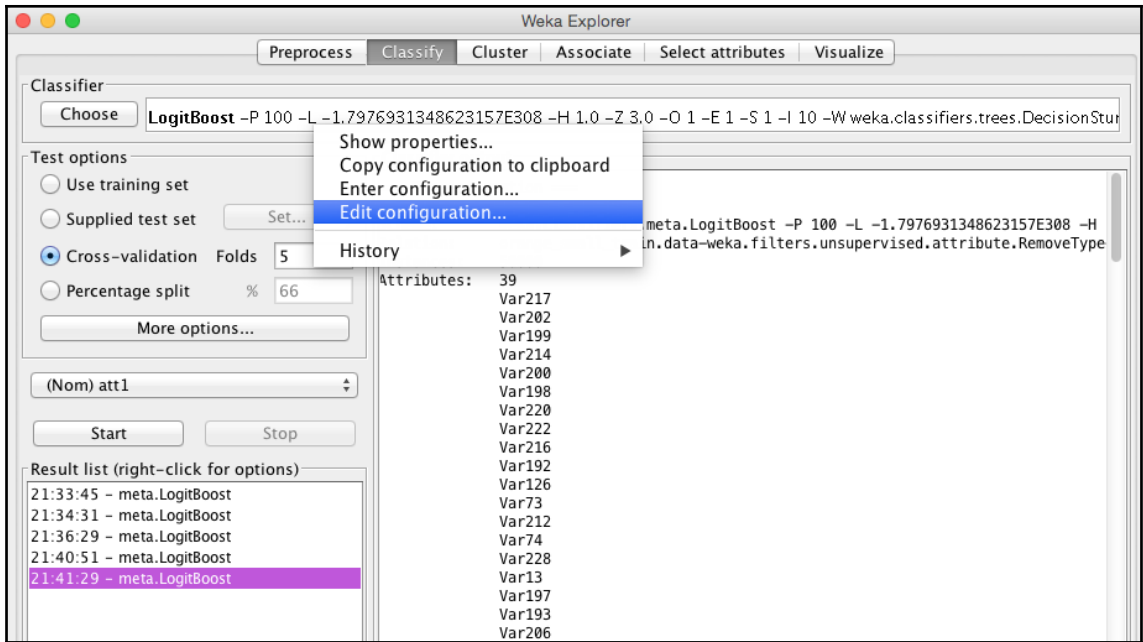 Weka Explorer
Preprocess Classify Cluster Associate Select attributes Visualize
Classifier
Choose LogitBoost -P 100 -L -1.7976931348623157E308 -H 1.0 -Z 3.0 -O 1 -E 1 -S 1 -I 10 -W weka.classifiers.trees.DecisionStur
Show properties...
Copy configuration to clipboard
Enter configuration...
Edit configuration...
History
Test options
Use training set
Supplied test set Set...
Cross-validation Folds 5
Percentage split % 66
More options...
(Nom) att1
Start Stop
Result list (right-click for options)
21:33:45 - meta.LogitBoost
21:34:31 - meta.LogitBoost
21:36:29 - meta.LogitBoost
21:40:51 - meta.LogitBoost
21:41:29 - meta.LogitBoost
meta.LogitBoost -P 100 -L -1.7976931348623157E308 -H
in.data-weka.filters.unsupervised.attribute.RemoveType
Attributes: 39
Var217
Var202
Var199
Var214
Var200
Var198
Var220
Var222
Var216
Var192
Var126
Var73
Var212
Var74
Var228
Var13
Var197
Var193
Var206